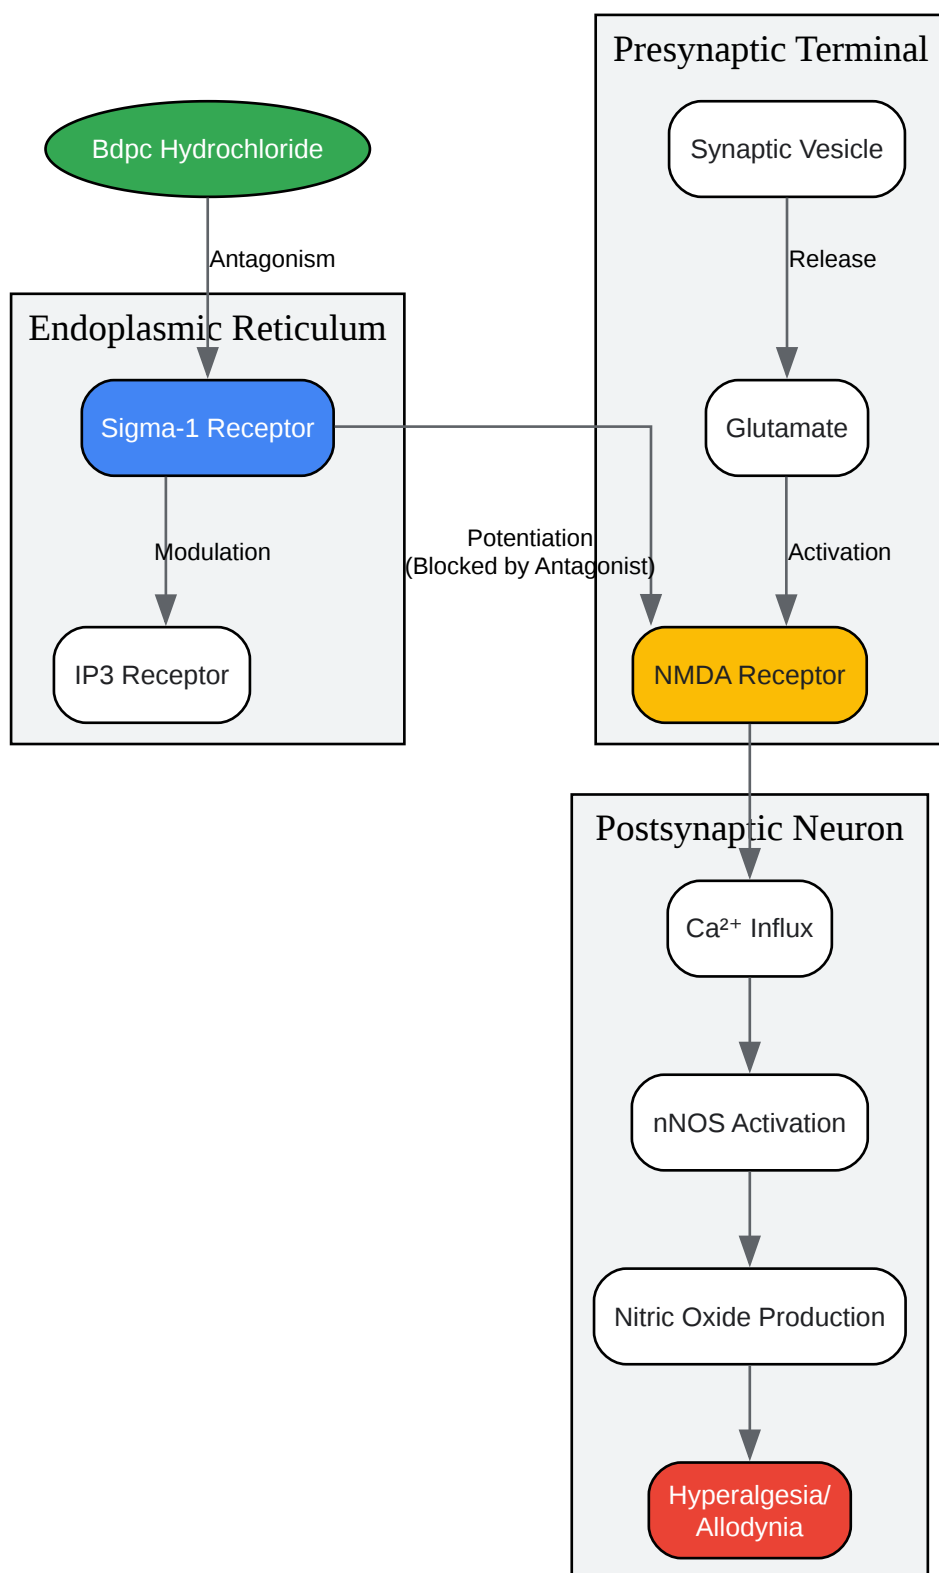 Presynaptic Terminal
Bdpc Hydrochloride
Synaptic Vesicle
Antagonism
Release
Endoplasmic Reticulum
Sigma-1 Receptor
Glutamate
Modulation
Potentiation
(Blocked by Antagonist)
Activation
IP3 Receptor
NMDA Receptor
Postsynaptic Neuron
Ca²⁺ Influx
nNOS Activation
Nitric Oxide Production
Hyperalgesia/
Allodynia